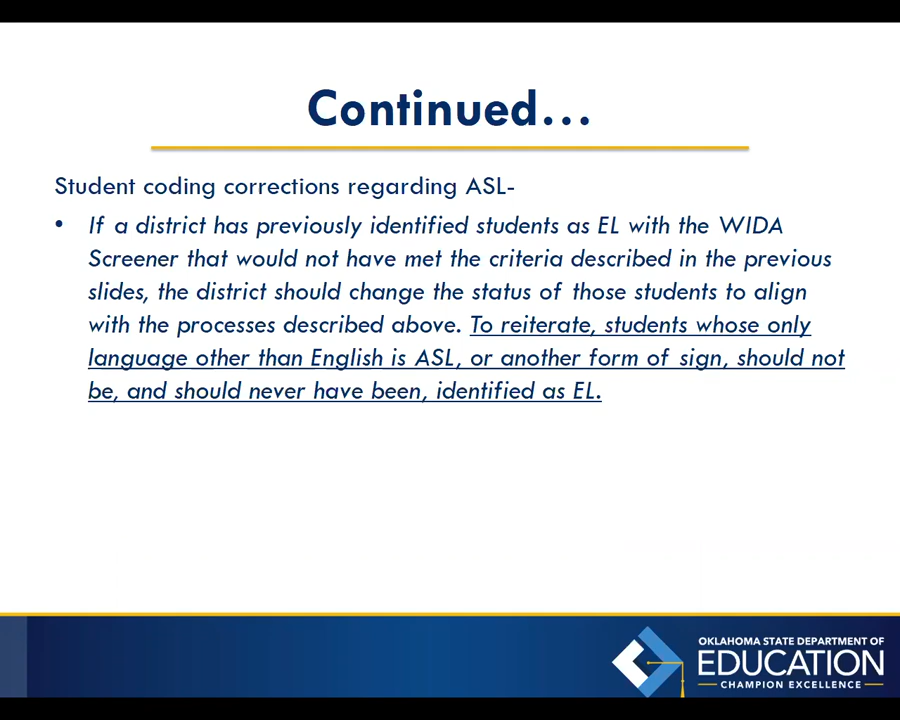 Continued...
Student coding corrections regarding ASL-
• If a district has previously identified students as EL with the WIDA
Screener that would not have met the criteria described in the previous
slides, the district should change the status of those students to align
with the processes described above. To reiterate, students whose only
language other than English is ASL, or another form of sign, should not
be, and should never have been, identified as EL.
OKLAHOMA STATE DEPARTMENT OF
EDUCATION
CHAMPION EXCELLENCE